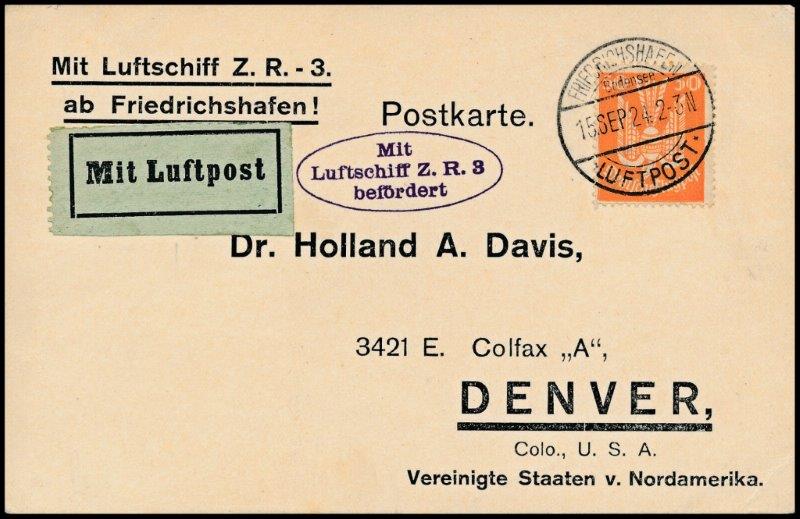 Mit Luftschiff Z. R. - 3.
ab Friedrichshafen!
Postkarte.
Mit Luftpost
Mit
Luftschiff Z. R. 3
befördert
FRIEDRICHSHAFEN
Bodensee
15.SEP.24.2-3N
LUFTPOST
50
Dr. Holland A. Davis,
3421 E. Colfax „A“,
DENVER,
Colo., U. S. A.
Vereinigte Staaten v. Nordamerika.